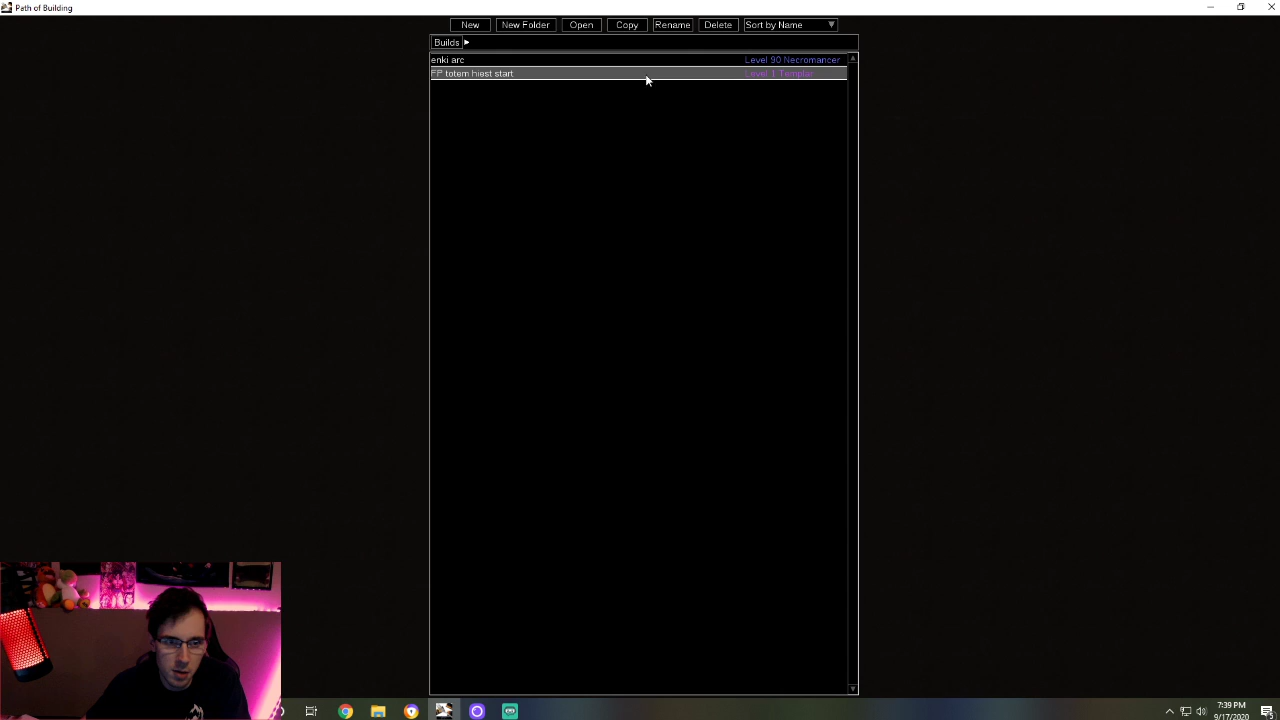 Path of Building
New New Folder Open Copy Rename Delete Sort by Name
Builds
enki arc Level 90 Necromancer
FP totem hiest start Level 1 Templar
7:39 PM
9/17/2020